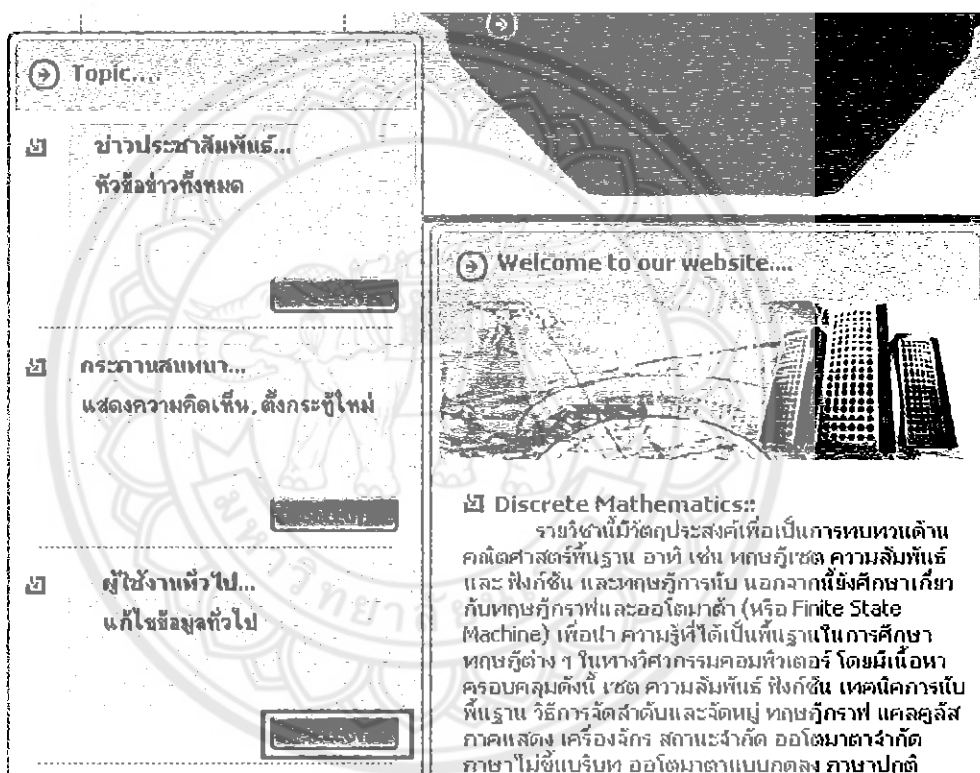 Topic....
ข่าวประชาสัมพันธ์...
หัวข้อข่าวทั้งหมด
กระดานสนทนา...
แสดงความคิดเห็น, ตั้งกระทู้ใหม่
ผู้ใช้งานทั่วไป...
แก้ไขข้อมูลทั่วไป
Welcome to our website....
Discrete Mathematics::
รายวิชานี้มีวัตถุประสงค์เพื่อเป็นการทบทวนด้าน
คณิตศาสตร์พื้นฐาน อาทิ เช่น ทฤษฎีเซต ความสัมพันธ์
และ ฟังก์ชัน และทฤษฎีการนับ นอกจากนี้ยังศึกษาเกี่ยว
กับทฤษฎีกราฟและออโตมาต้า (หรือ Finite State
Machine) เพื่อนำ ความรู้ที่ได้เป็นพื้นฐานในการศึกษา
ทฤษฎีต่าง ๆ ในทางวิศวกรรมคอมพิวเตอร์ โดยมีเนื้อหา
ครอบคลุมดังนี้ เซต ความสัมพันธ์ ฟังก์ชัน เทคนิคการนับ
พื้นฐาน วิธีการจัดลำดับและจัดหมู่ ทฤษฎีกราฟ แคลคูลัส
ภาคแสดง เครื่องจักร สถานะจำกัด ออโตมาตาจำกัด
ภาษาไม่ขึ้นบริบท ออโตมาตาแบบกดลง ภาษาปกติ